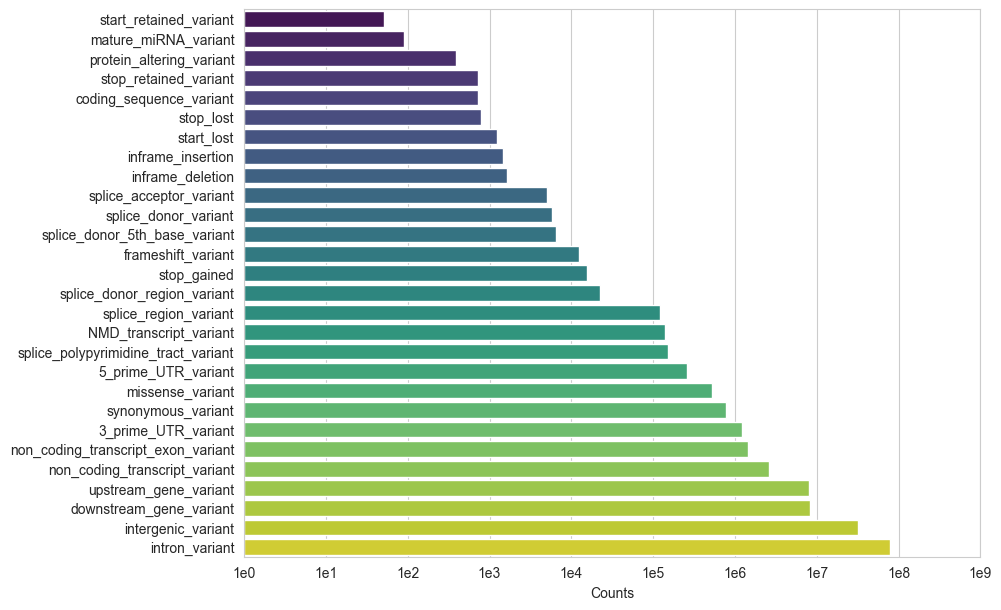 start_retained_variant
mature_miRNA_variant
protein_altering_variant
stop_retained_variant
coding_sequence_variant
stop_lost
start_lost
inframe_insertion
inframe_deletion
splice_acceptor_variant
splice_donor_variant
splice_donor_5th_base_variant
frameshift_variant
stop_gained
splice_donor_region_variant
splice_region_variant
NMD_transcript_variant
splice_polypyrimidine_tract_variant
5_prime_UTR_variant
missense_variant
synonymous_variant
3_prime_UTR_variant
non_coding_transcript_exon_variant
non_coding_transcript_variant
upstream_gene_variant
downstream_gene_variant
intergenic_variant
intron_variant
1e0 1e1 1e2 1e3 1e4 1e5 1e6 1e7 1e8 1e9
Counts